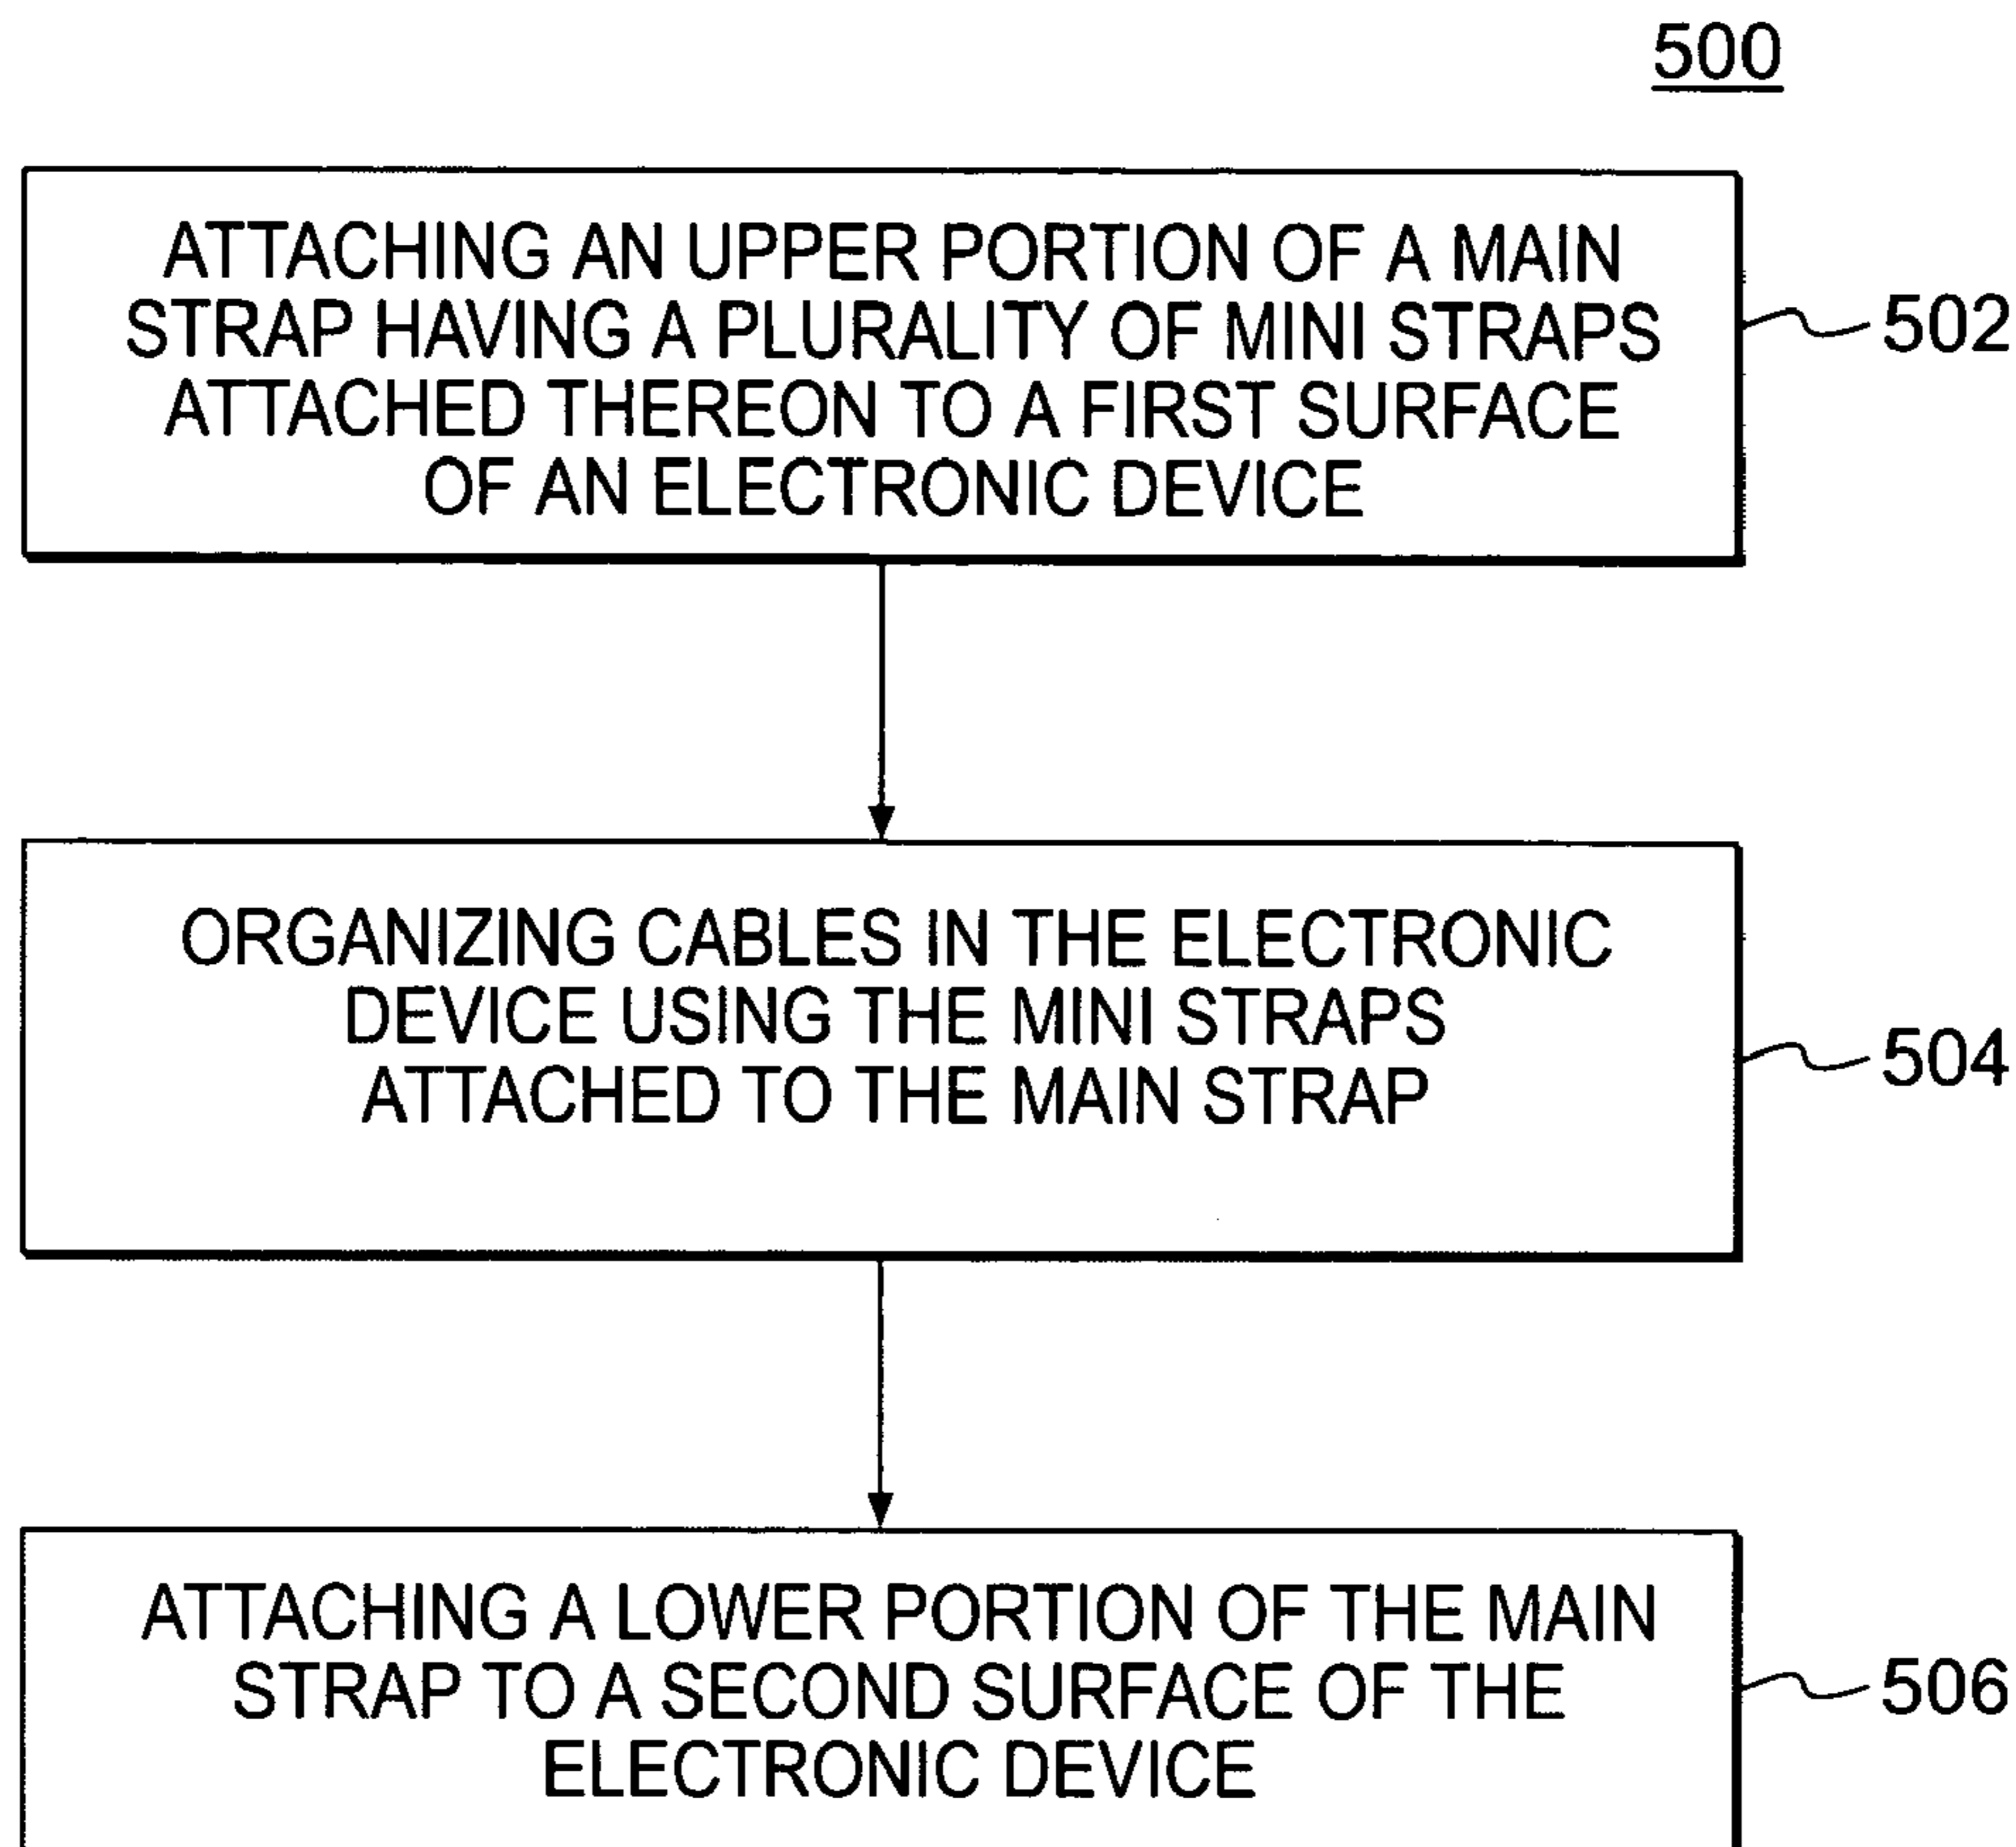 500
ATTACHING AN UPPER PORTION OF A MAIN
STRAP HAVING A PLURALITY OF MINI STRAPS
ATTACHED THEREON TO A FIRST SURFACE
OF AN ELECTRONIC DEVICE
502
ORGANIZING CABLES IN THE ELECTRONIC
DEVICE USING THE MINI STRAPS
ATTACHED TO THE MAIN STRAP
504
ATTACHING A LOWER PORTION OF THE MAIN
STRAP TO A SECOND SURFACE OF THE
ELECTRONIC DEVICE
506